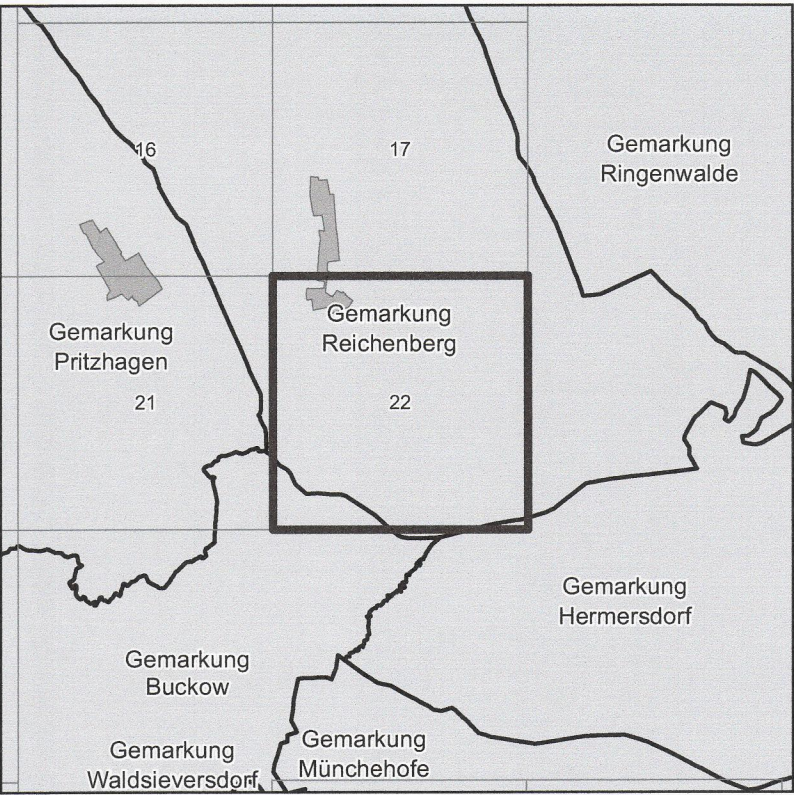 16
17
Gemarkung
Ringenwalde
Gemarkung
Pritzhagen
21
Gemarkung
Reichenberg
22
Gemarkung
Hermersdorf
Gemarkung
Buckow
Gemarkung
Waldsieversdorf
Gemarkung
Münchehofe